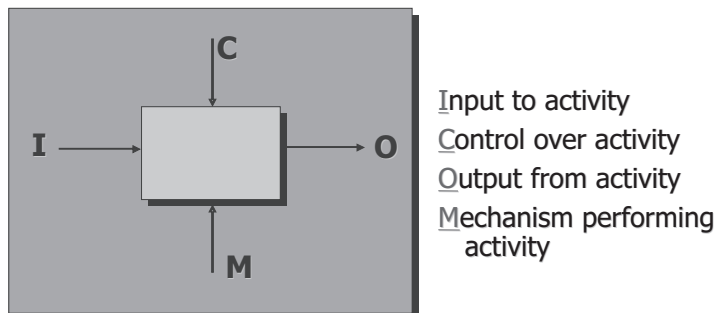 C
I
O
M
Input to activity
Control over activity
Output from activity
Mechanism performing
activity